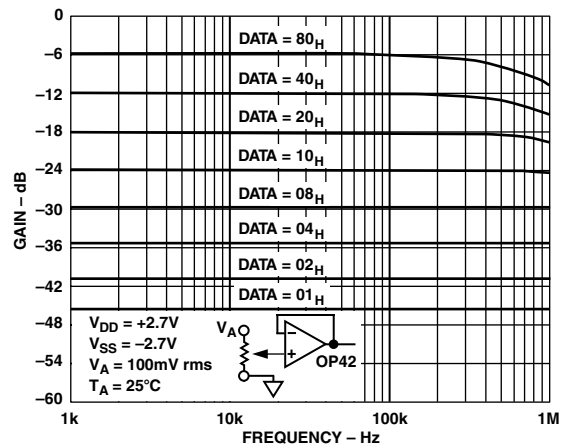 0
–6
–12
–18
–24
–30
–36
–42
–48
–54
–60
GAIN – dB
DATA = 80H
DATA = 40H
DATA = 20H
DATA = 10H
DATA = 08H
DATA = 04H
DATA = 02H
DATA = 01H
VDD = +2.7V
VSS = –2.7V
VA = 100mV rms
TA = 25°C
VA
–
+
OP42
1k
10k
100k
1M
FREQUENCY – Hz